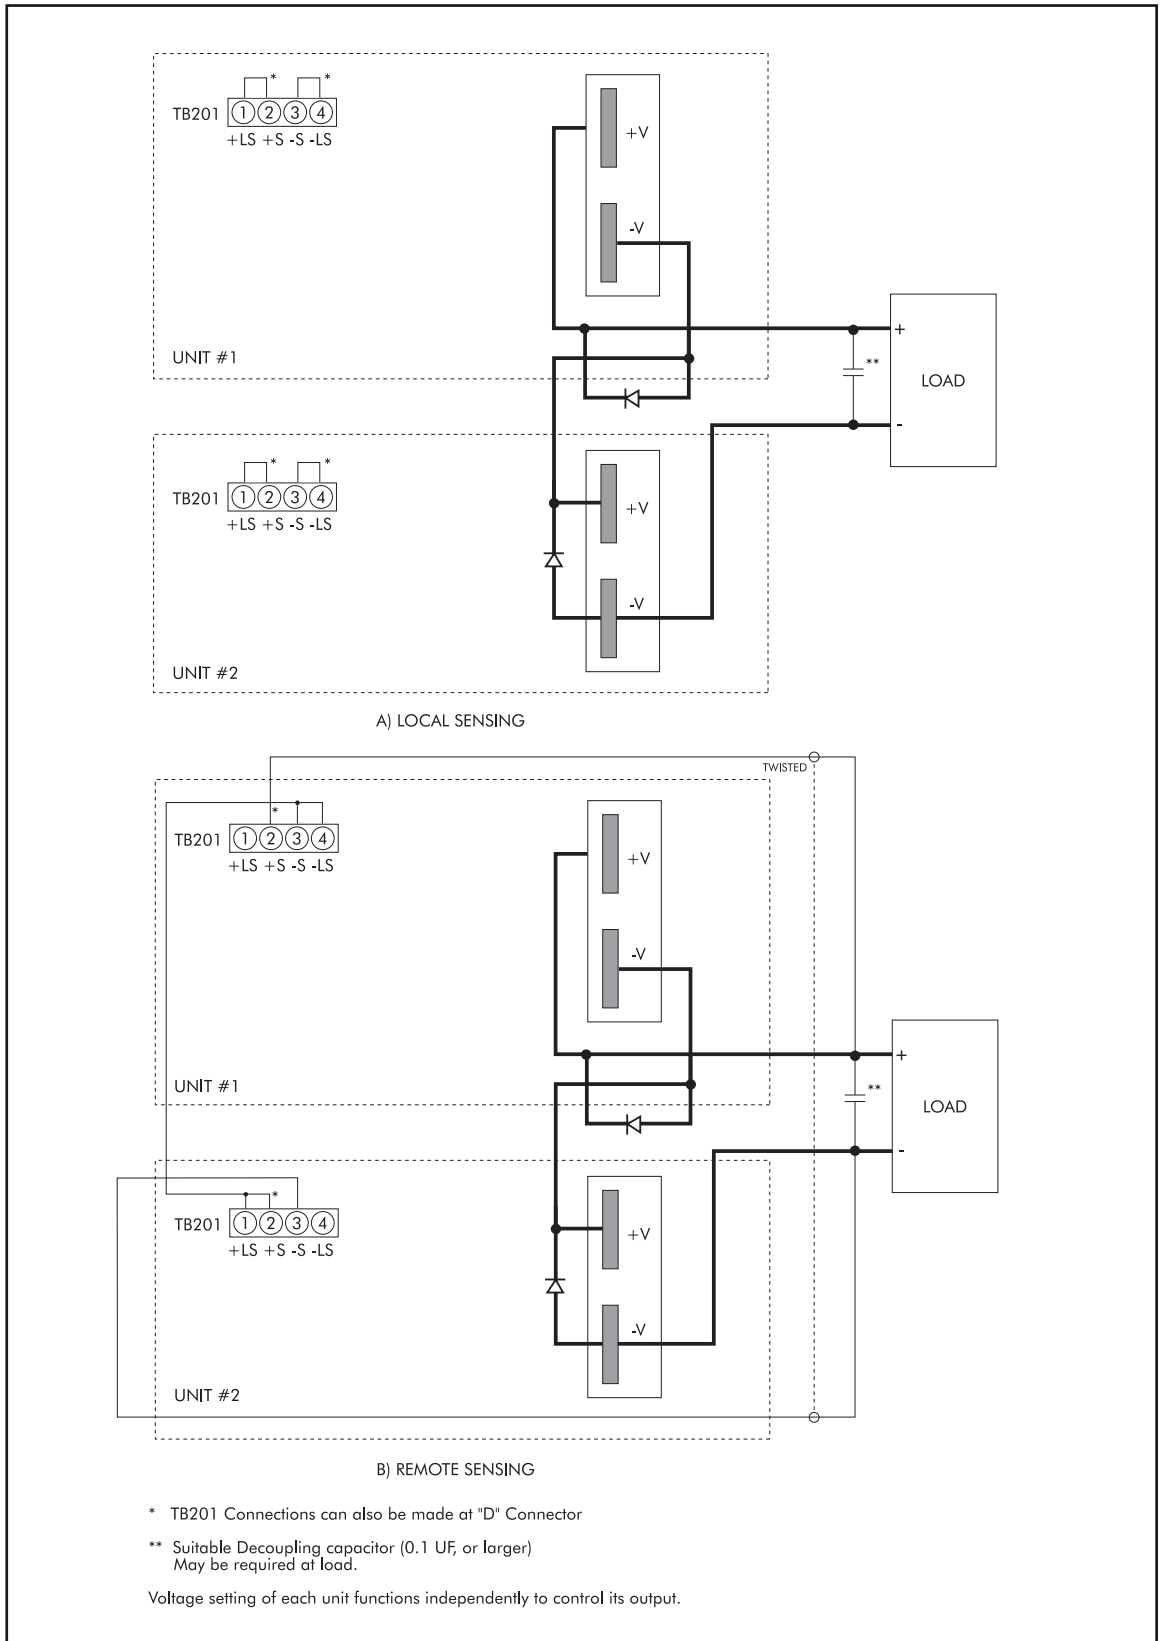 *
*
TB201 1 2 3 4
+LS +S -S -LS
+V
-V
+
**
LOAD
-
UNIT #1
*
*
TB201 1 2 3 4
+LS +S -S -LS
+V
-V
UNIT #2
A) LOCAL SENSING
TWISTED
*
TB201 1 2 3 4
+LS +S -S -LS
+V
-V
+
**
LOAD
-
UNIT #1
*
TB201 1 2 3 4
+LS +S -S -LS
+V
-V
UNIT #2
B) REMOTE SENSING
* TB201 Connections can also be made at "D" Connector
** Suitable Decoupling capacitor (0.1 UF, or larger)
May be required at load.
Voltage setting of each unit functions independently to control its output.